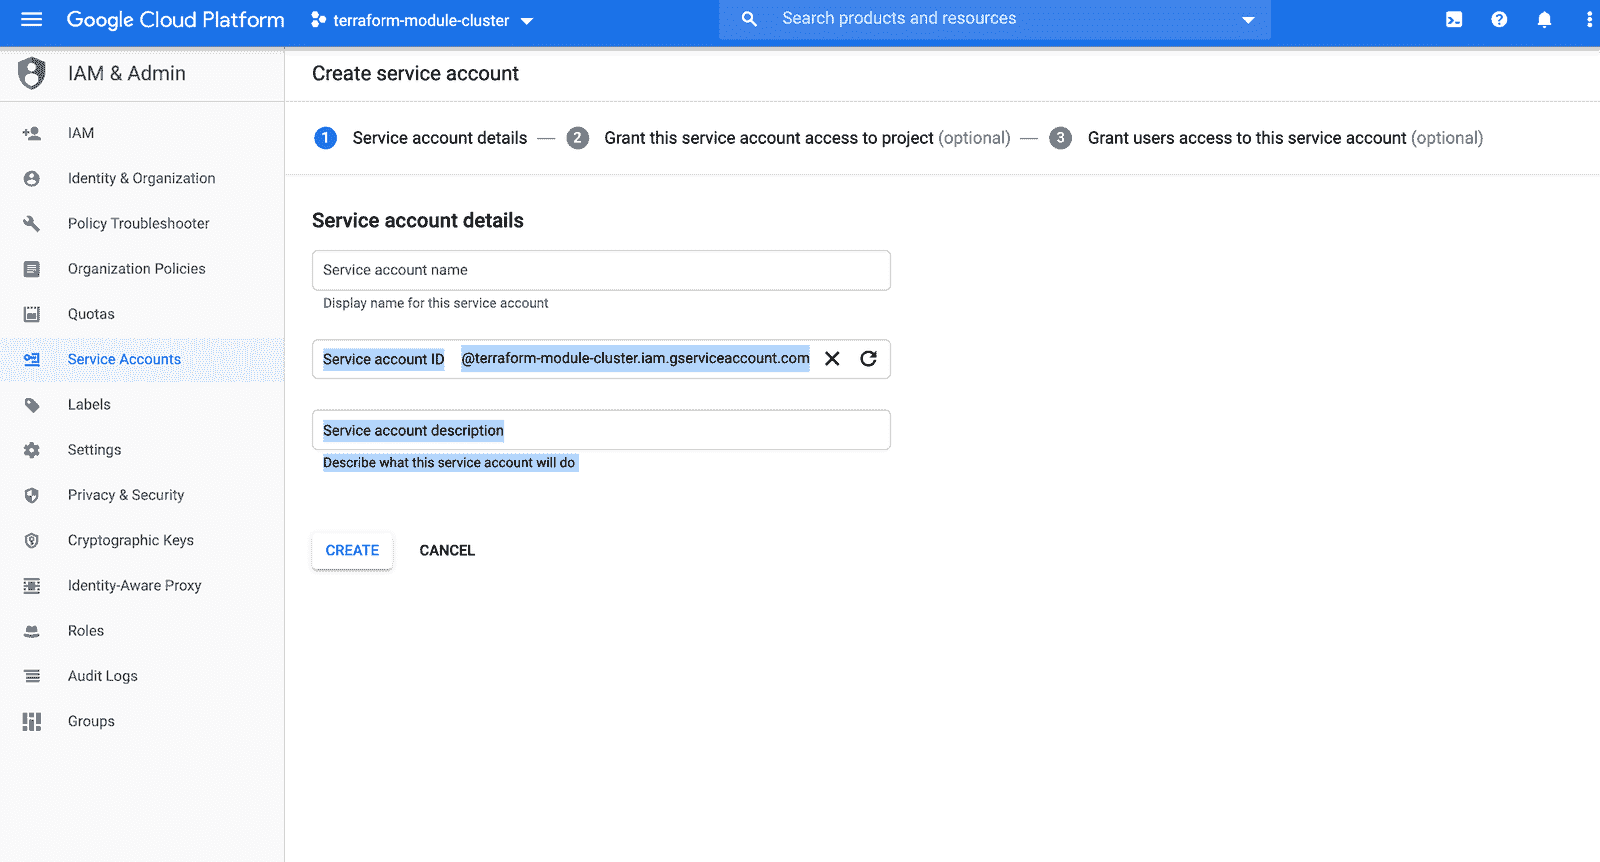 Google Cloud Platform
terraform-module-cluster
Search products and resources
IAM & Admin
IAM
Identity & Organization
Policy Troubleshooter
Organization Policies
Quotas
Service Accounts
Labels
Settings
Privacy & Security
Cryptographic Keys
Identity-Aware Proxy
Roles
Audit Logs
Groups
Create service account
1 Service account details — 2 Grant this service account access to project (optional) — 3 Grant users access to this service account (optional)
Service account details
Service account name
Display name for this service account
Service account ID @terraform-module-cluster.iam.gserviceaccount.com
Service account description
Describe what this service account will do
CREATE CANCEL